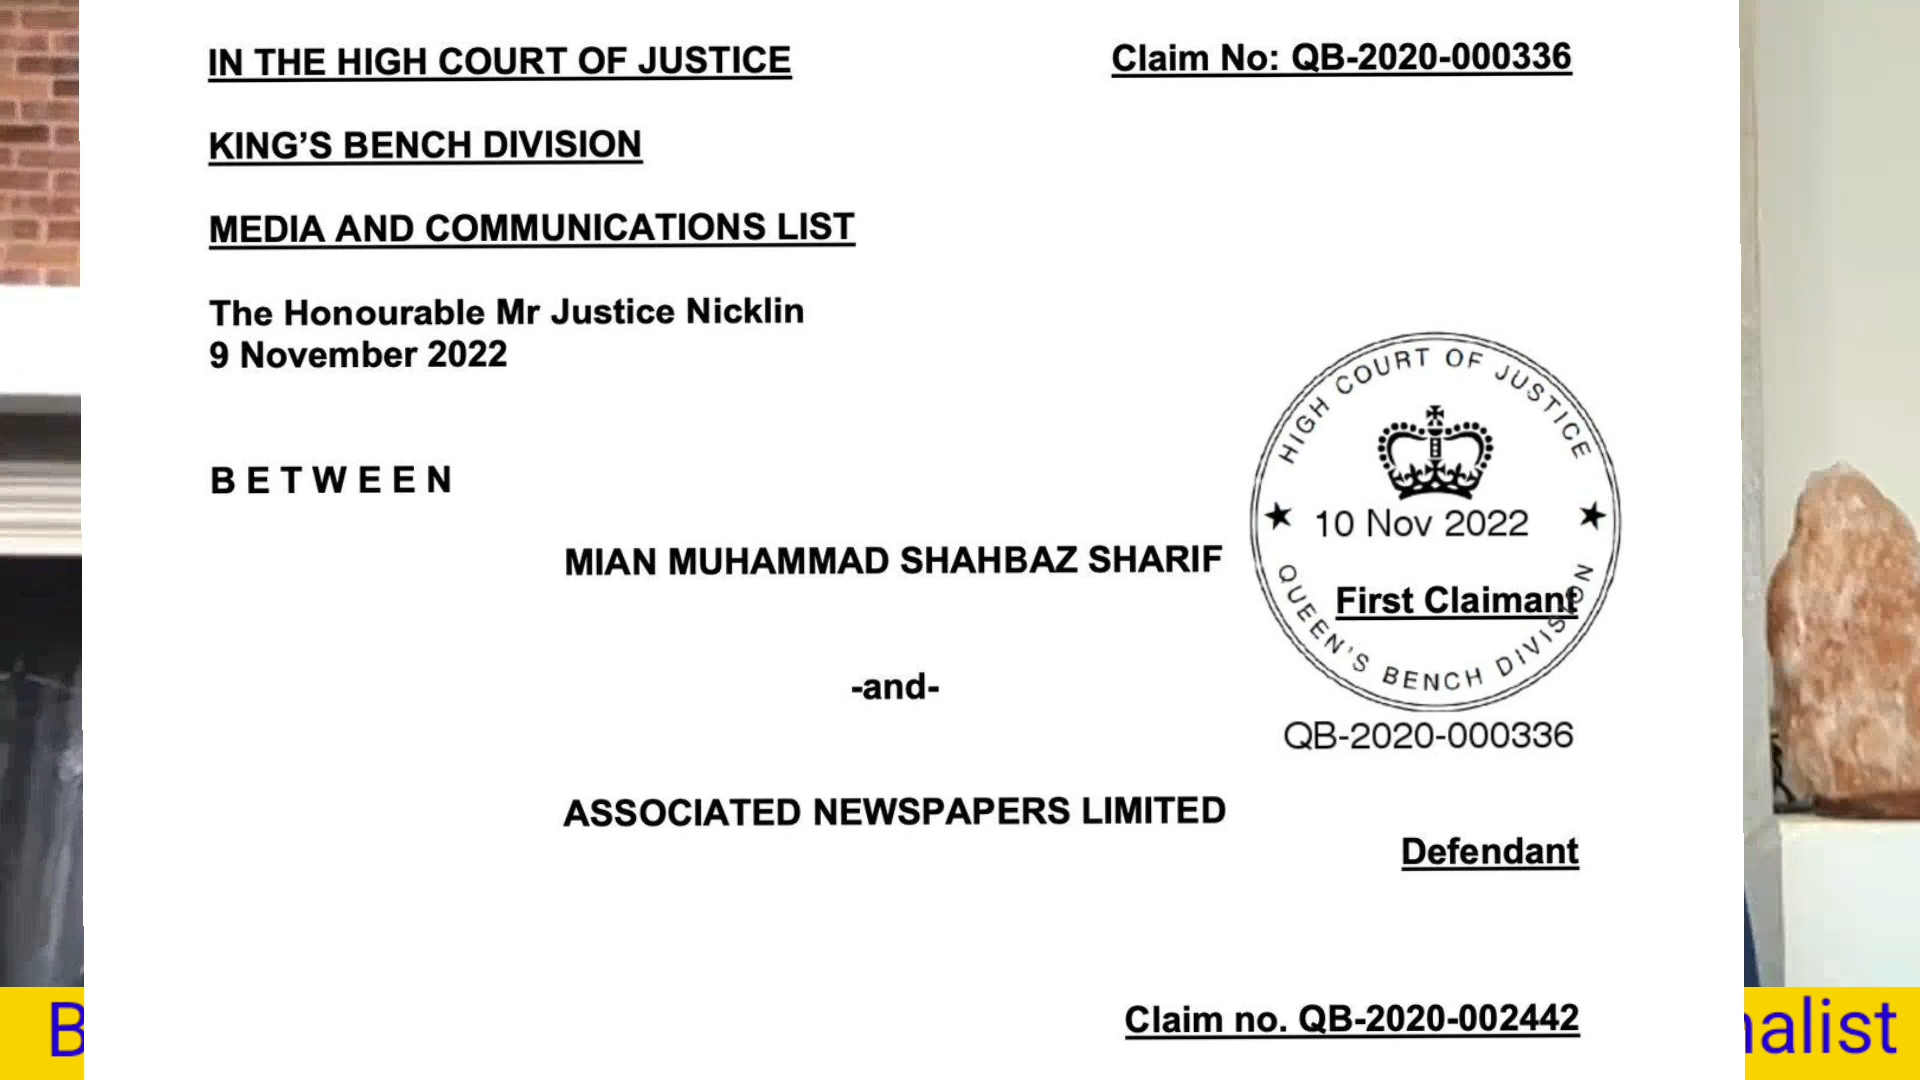 IN THE HIGH COURT OF JUSTICE Claim No: QB-2020-000336
KING’S BENCH DIVISION
MEDIA AND COMMUNICATIONS LIST
The Honourable Mr Justice Nicklin
9 November 2022
B E T W E E N
HIGH COURT OF JUSTICE
10 Nov 2022
QUEEN'S BENCH DIVISION
QB-2020-000336
MIAN MUHAMMAD SHAHBAZ SHARIF
First Claimant
-and-
ASSOCIATED NEWSPAPERS LIMITED
Defendant
Claim no. QB-2020-002442